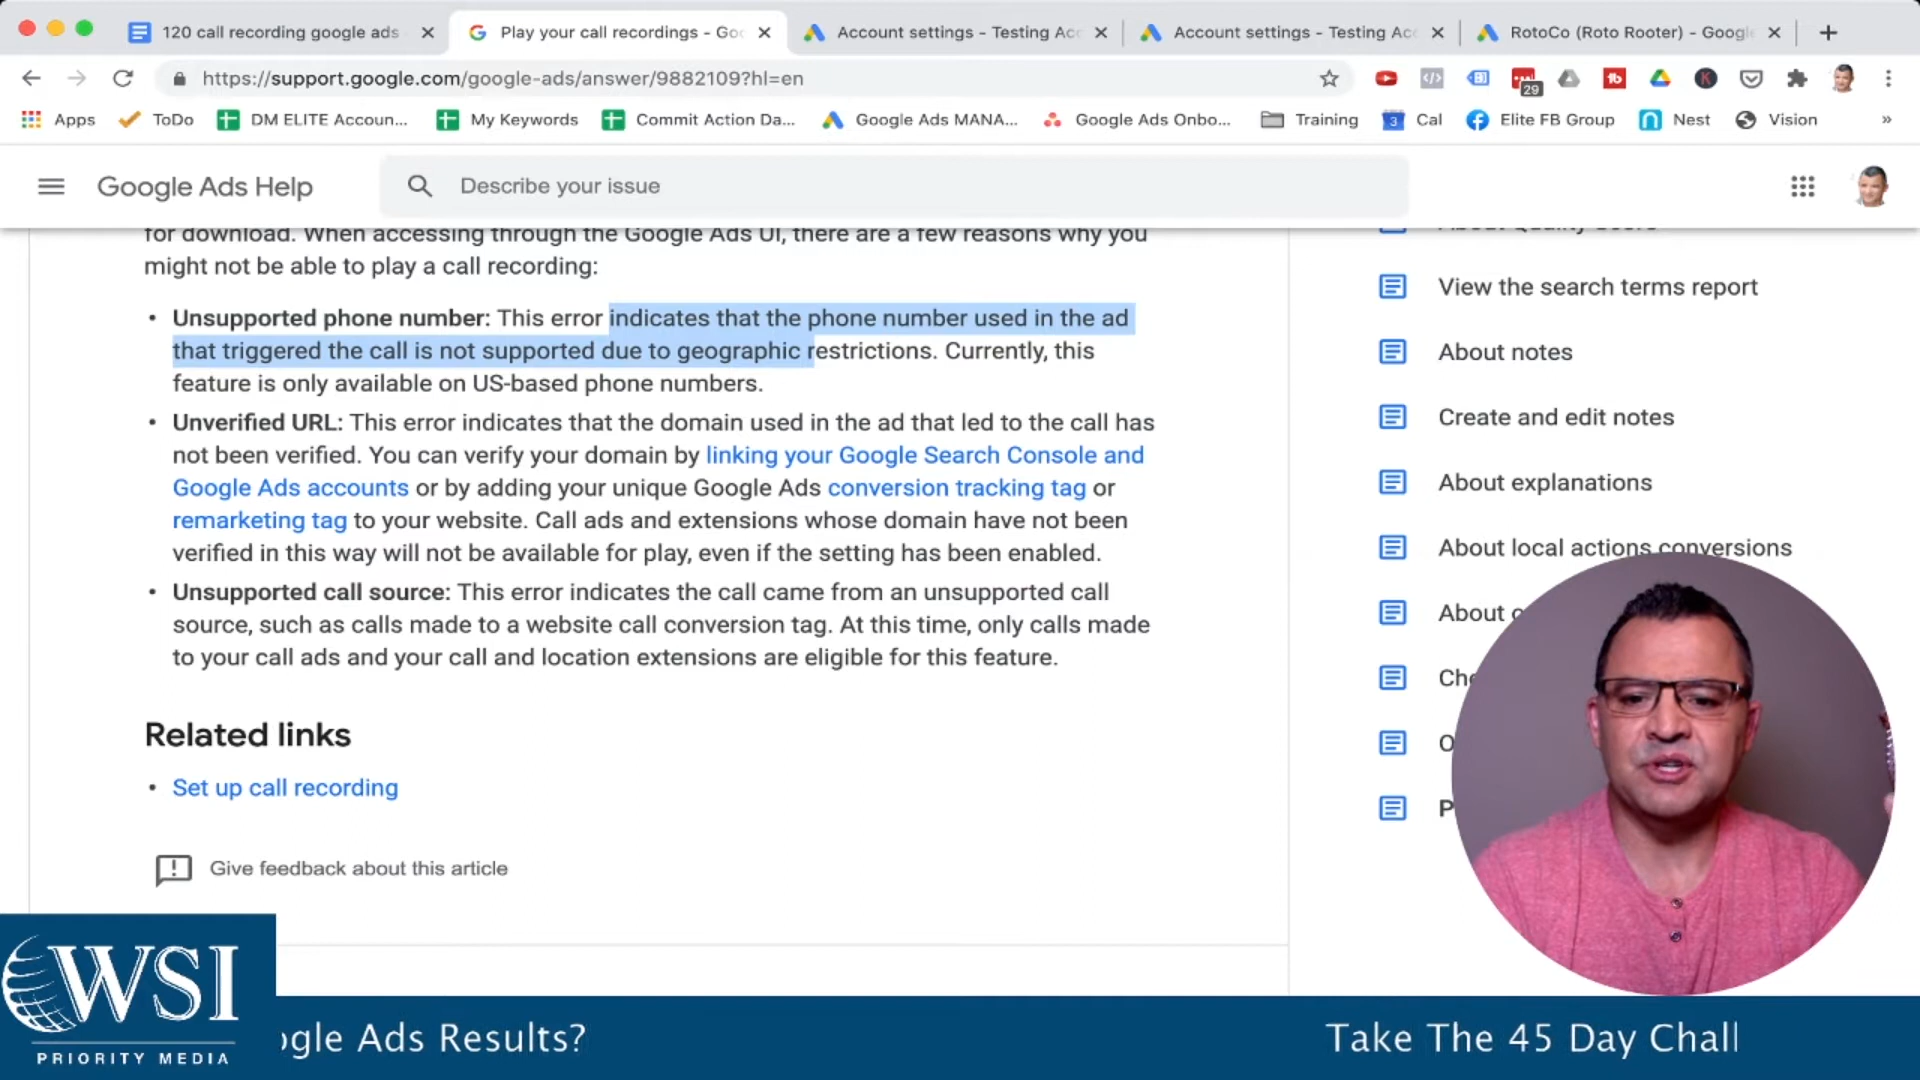 120 call recording google ads
Play your call recordings - Goo
Account settings - Testing Acc
Account settings - Testing Acc
RotoCo (Roto Rooter) - Google
https://support.google.com/google-ads/answer/9882109?hl=en
29
Apps
ToDo
DM ELITE Accoun...
My Keywords
Commit Action Da...
Google Ads MANA...
Google Ads Onbo...
Training
3
Cal
Elite FB Group
Nest
Vision
»
Google Ads Help
Describe your issue
for download. When accessing through the Google Ads UI, there are a few reasons why you
might not be able to play a call recording:
• Unsupported phone number: This error indicates that the phone number used in the ad
that triggered the call is not supported due to geographic restrictions. Currently, this
feature is only available on US-based phone numbers.
• Unverified URL: This error indicates that the domain used in the ad that led to the call has
not been verified. You can verify your domain by linking your Google Search Console and
Google Ads accounts or by adding your unique Google Ads conversion tracking tag or
remarketing tag to your website. Call ads and extensions whose domain have not been
verified in this way will not be available for play, even if the setting has been enabled.
• Unsupported call source: This error indicates the call came from an unsupported call
source, such as calls made to a website call conversion tag. At this time, only calls made
to your call ads and your call and location extensions are eligible for this feature.
Related links
• Set up call recording
Give feedback about this article
About Quality Score
View the search terms report
About notes
Create and edit notes
About explanations
About local actions conversions
About
WSI
PRIORITY MEDIA
ogle Ads Results?
Take The 45 Day Chall